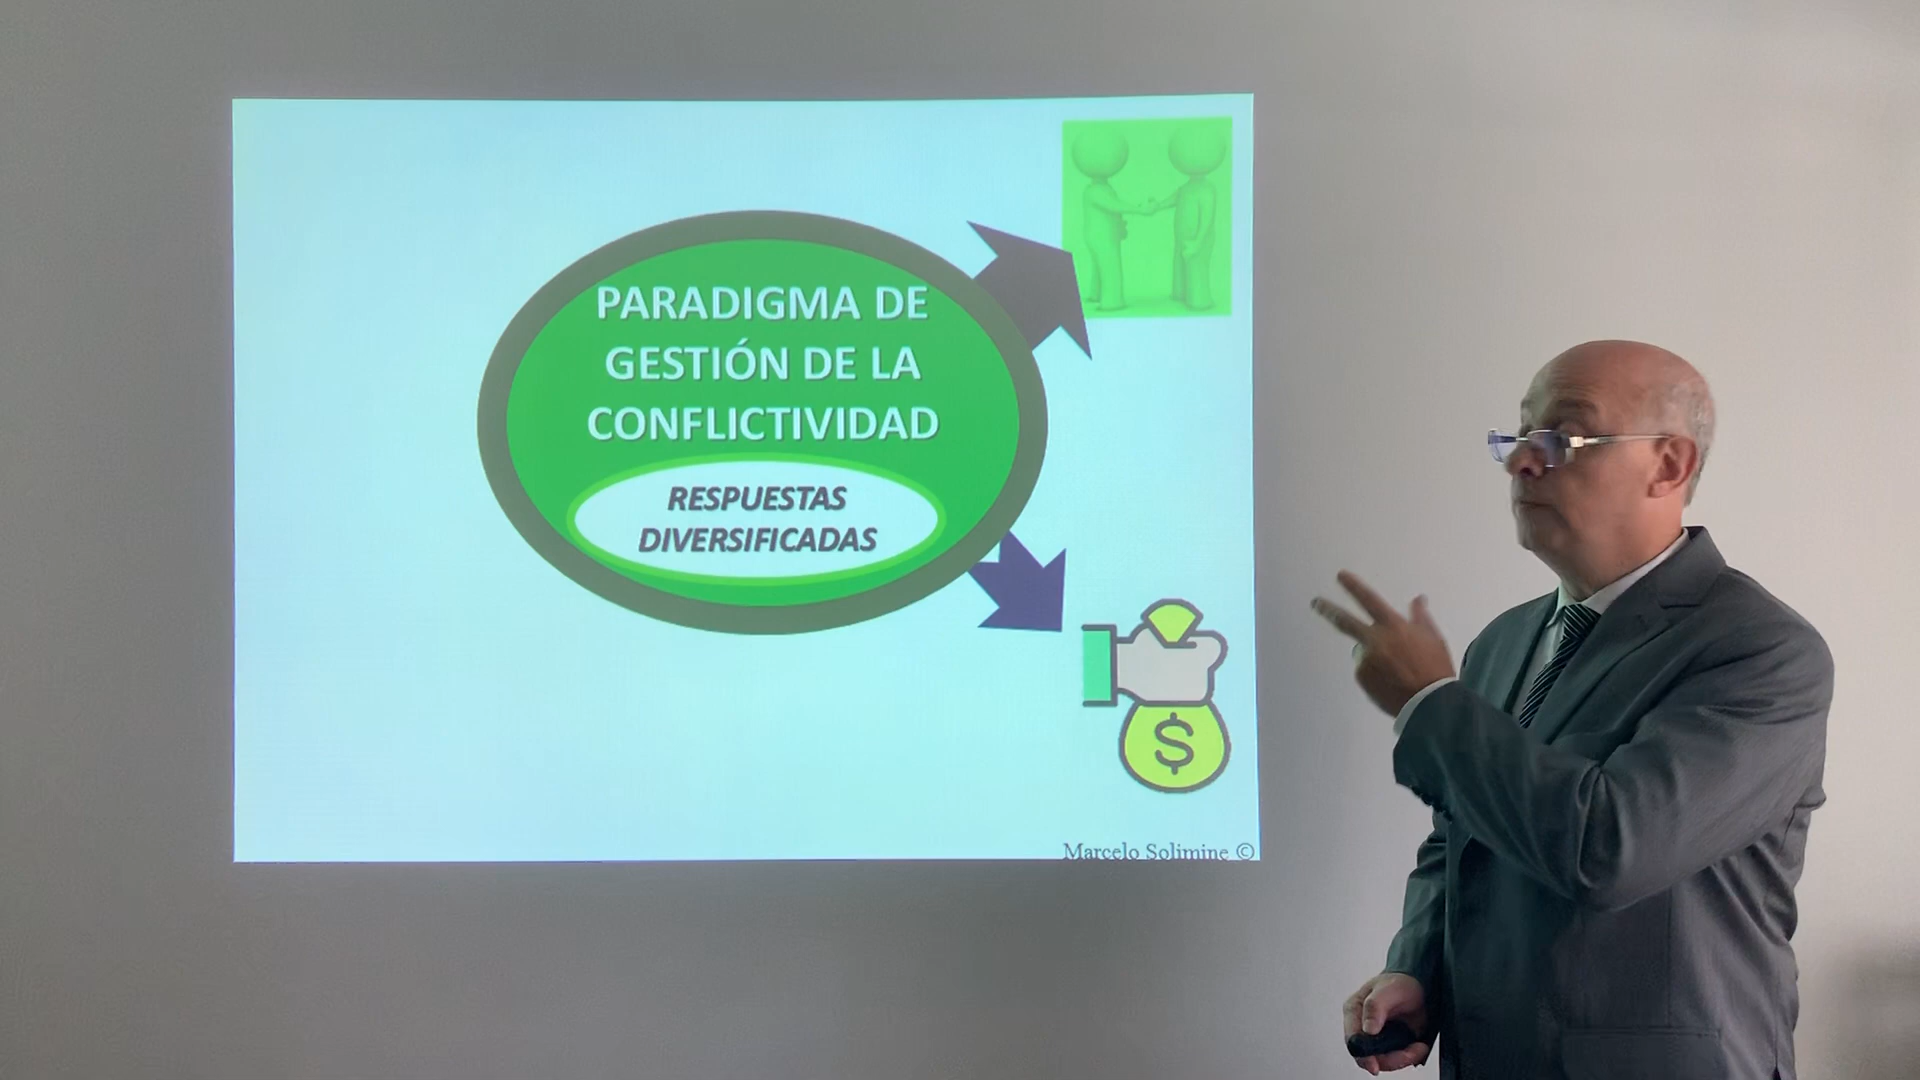 PARADIGMA DE
GESTIÓN DE LA
CONFLICTIVIDAD
RESPUESTAS
DIVERSIFICADAS
$
Marcelo Solimine ©